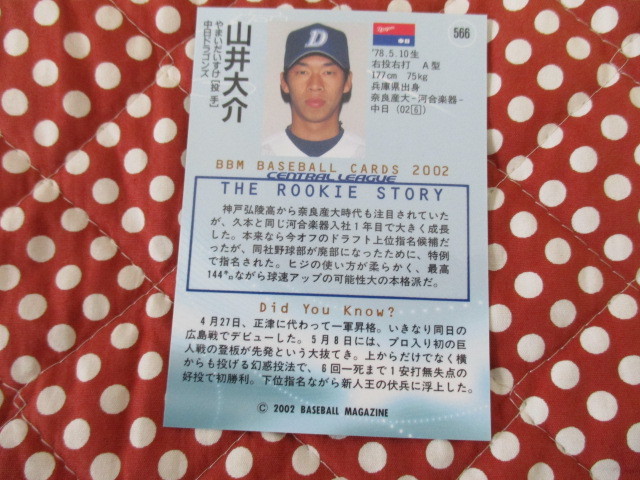 566
山井大介
やまいだいすけ[投手]
中日ドラゴンズ
D
Dragons
中日
'78.5.10生
右投右打 A型
177cm 75kg
兵庫県出身
奈良産大-河合楽器-
中日(02⑥)
BBM BASEBALL CARDS 2002
CENTRAL LEAGUE
THE ROOKIE STORY
神戸弘陵高から奈良産大時代も注目されていた
が、久本と同じ河合楽器入社1年目で大きく成長
した。本来なら今オフのドラフト上位指名候補だ
ったが、同社野球部が廃部になったために、特例
で指名された。ヒジの使い方が柔らかく、最高
144㌔ながら球速アップの可能性大の本格派だ。
Did You Know?
4月27日、正津に代わって一軍昇格。いきなり同日の
広島戦でデビューした。5月8日には、プロ入り初の巨
人戦の登板が先発という大抜てき。上からだけでなく横
からも投げる幻惑投法で、6回一死まで1安打無失点の
好投で初勝利。下位指名ながら新人王の伏兵に浮上した。
© 2002 BASEBALL MAGAZINE